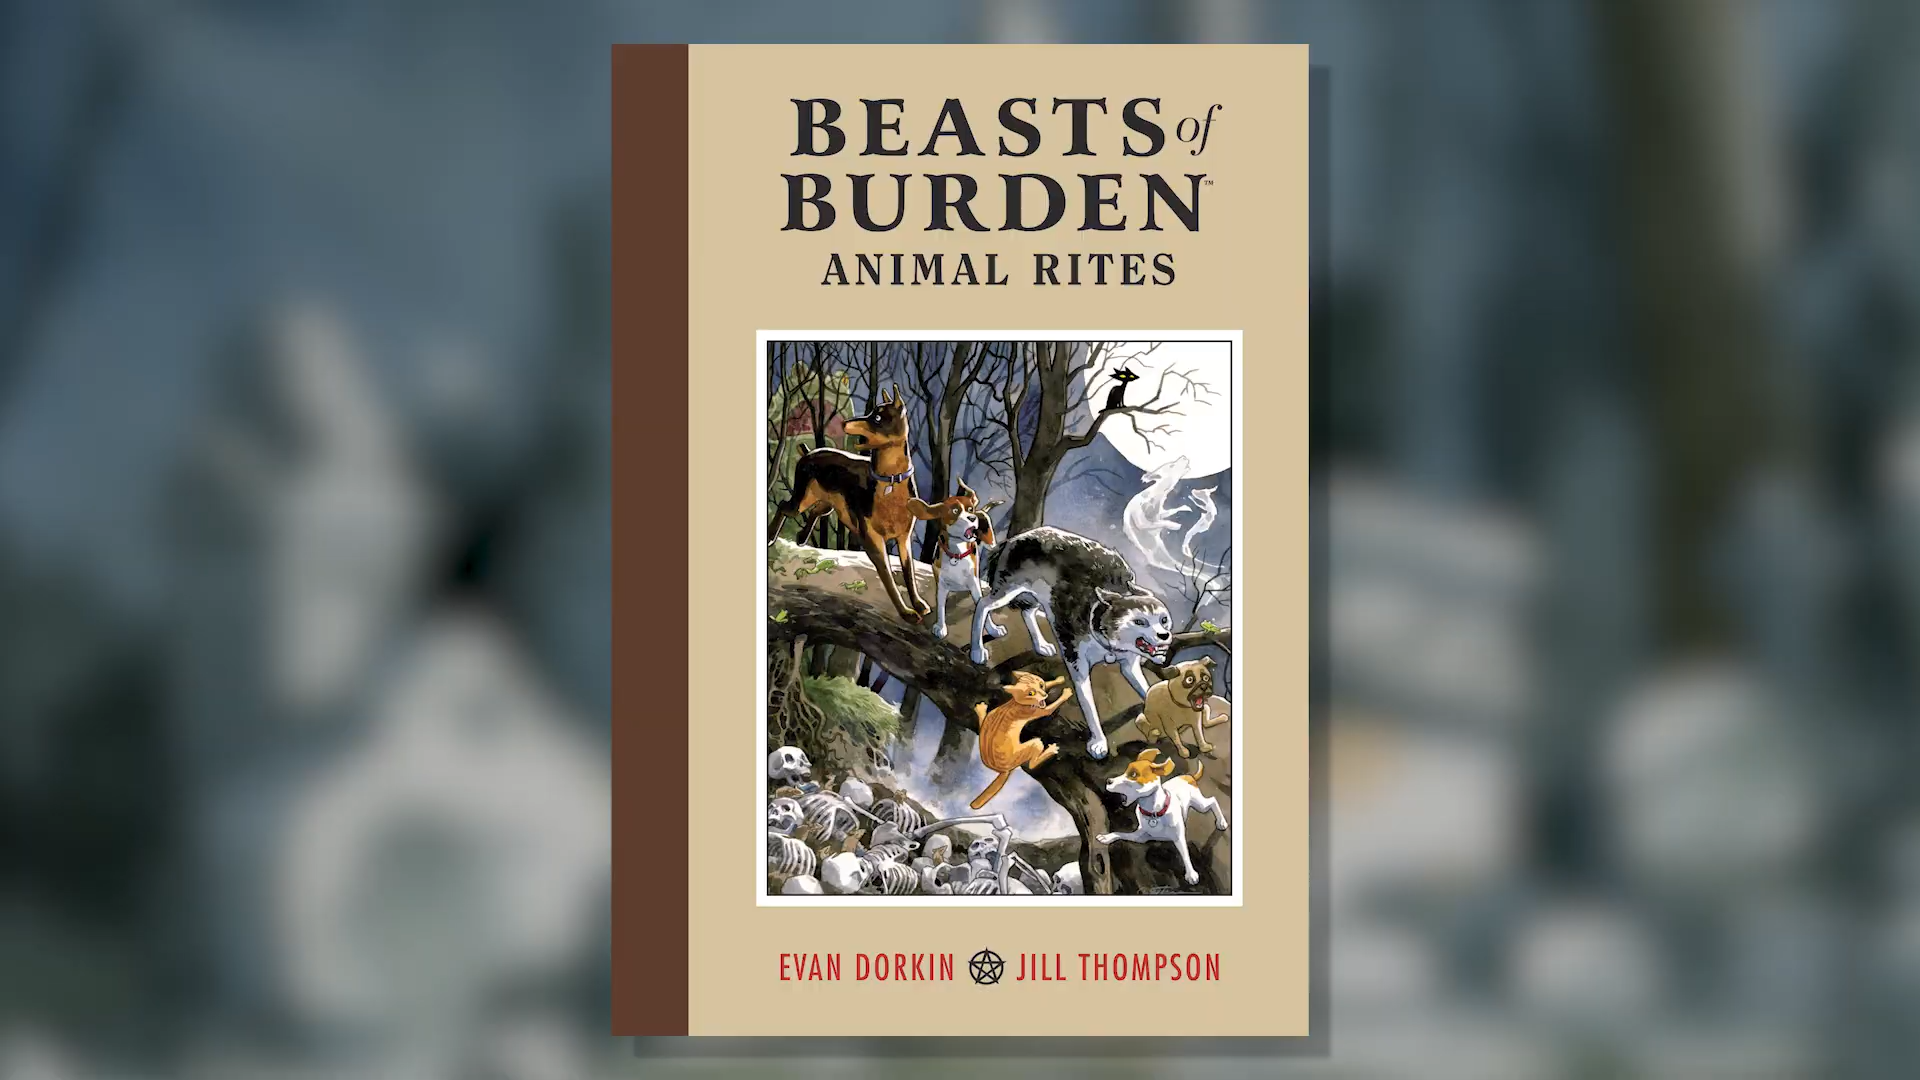 BEASTS of
BURDEN™
ANIMAL RITES
EVAN DORKIN JILL THOMPSON